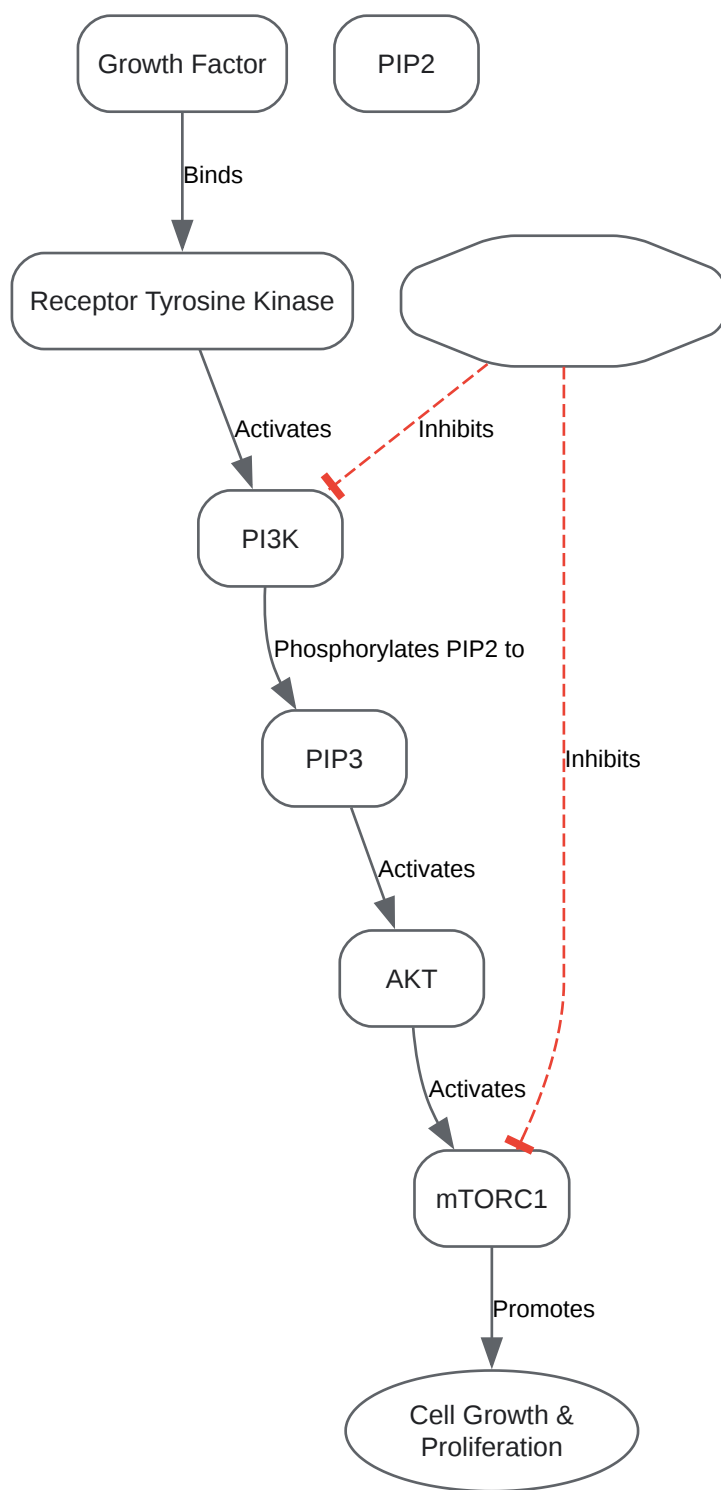 Growth Factor
PIP2
Binds
Receptor Tyrosine Kinase
Activates
Inhibits
PI3K
Phosphorylates PIP2 to
PIP3
Inhibits
Activates
AKT
Activates
mTORC1
Promotes
Cell Growth &
Proliferation